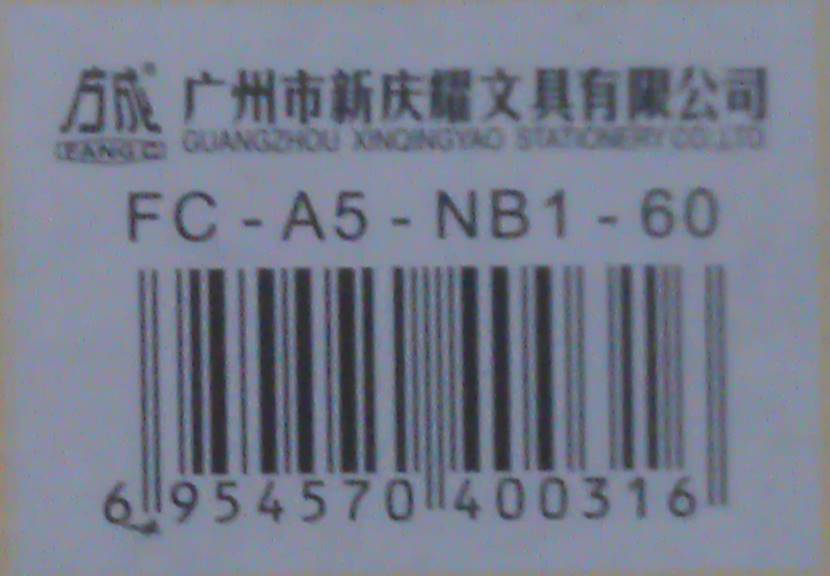 方成® 广州市新庆耀文具有限公司
FANGC GUANGZHOU XINQINGYAO STATIONERY CO.,LTD
FC - A5 - NB1 - 60
6 954570 400316